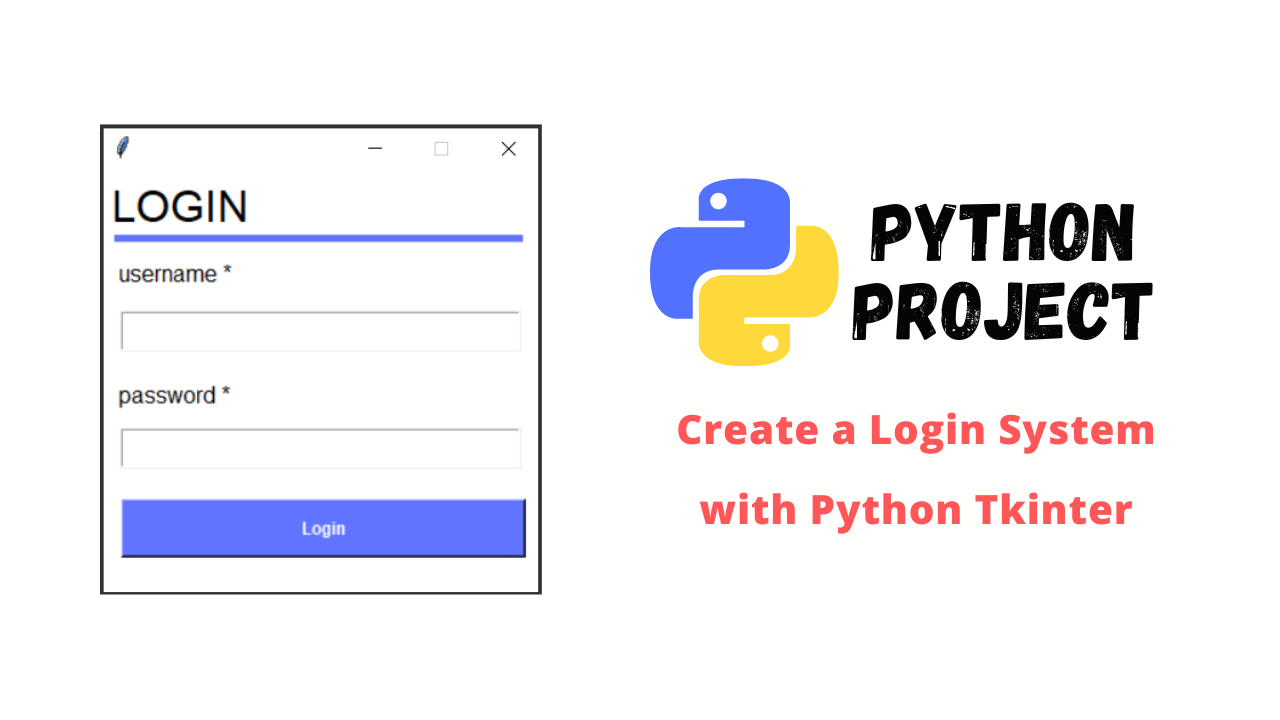 LOGIN
username *
password *
Login
PYTHON
PROJECT
Create a Login System
with Python Tkinter